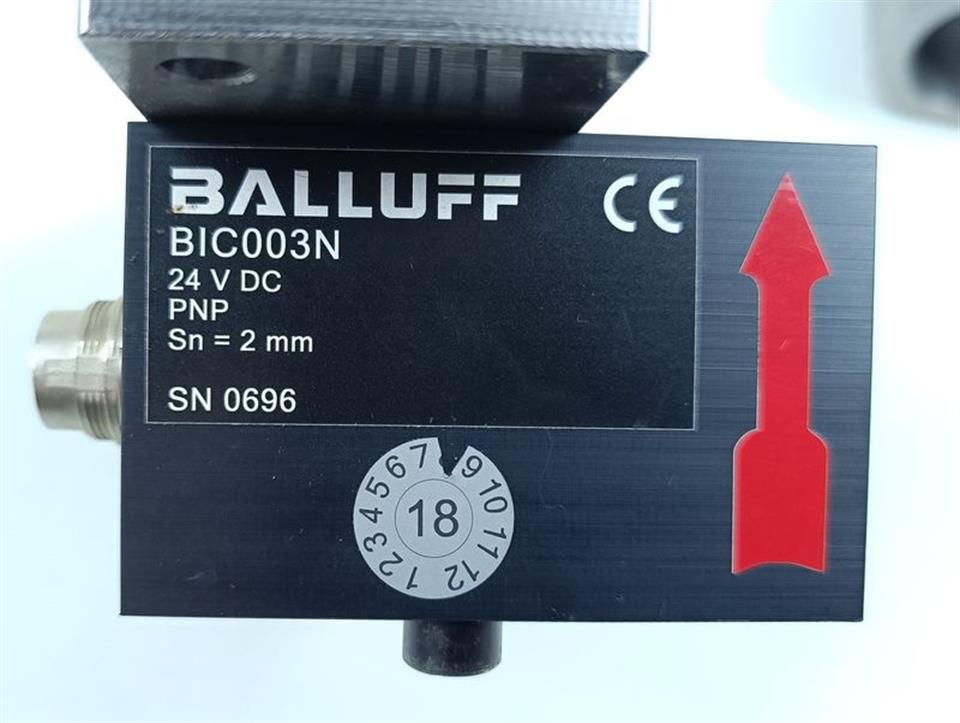 BALLUFF
CE
BIC003N
24 V DC
PNP
Sn = 2 mm
SN 0696
1 2 3 4 5 6 7 9 10 11 12
18